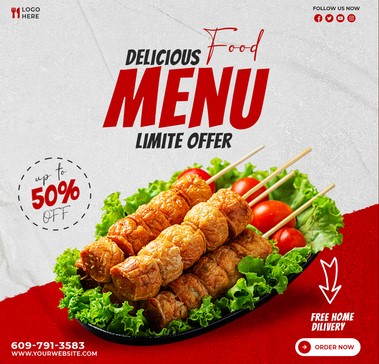 LOGO
HERE
FOLLOW US NOW
DELICIOUS Food
MENU
LIMITE OFFER
up to
50%
OFF
FREE HOME
DILIVERY
609-791-3583
WWW.YOURWEBSITE.COM
ORDER NOW